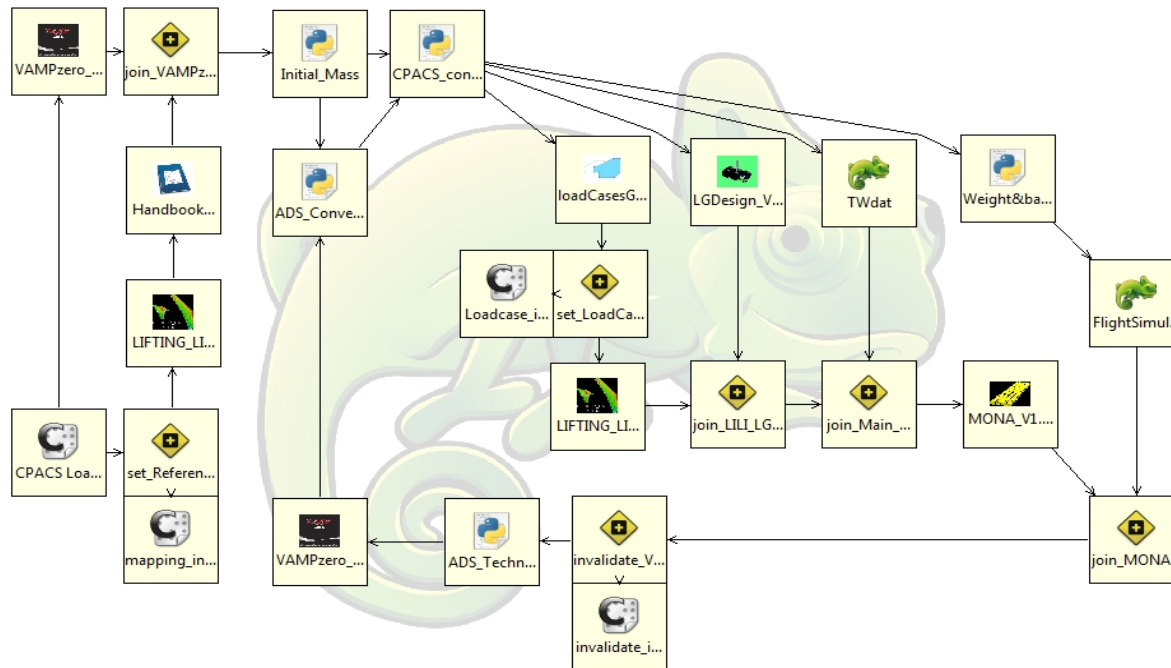 VAMPzero_...
join_VAMPz...
Initial_Mass
CPACS_con...
Handbook...
ADS_Conve...
loadCasesG...
LGDesign_V...
TWdat
Weight&ba...
LIFTING_LI...
Loadcase_i...
set_LoadCa...
FlightSimul...
CPACS Loa...
set_Referen...
LIFTING_LI...
join_LILI_LG...
join_Main_...
MONA_V1....
mapping_in...
VAMPzero_...
ADS_Techn...
invalidate_V...
join_MONA
invalidate_i...